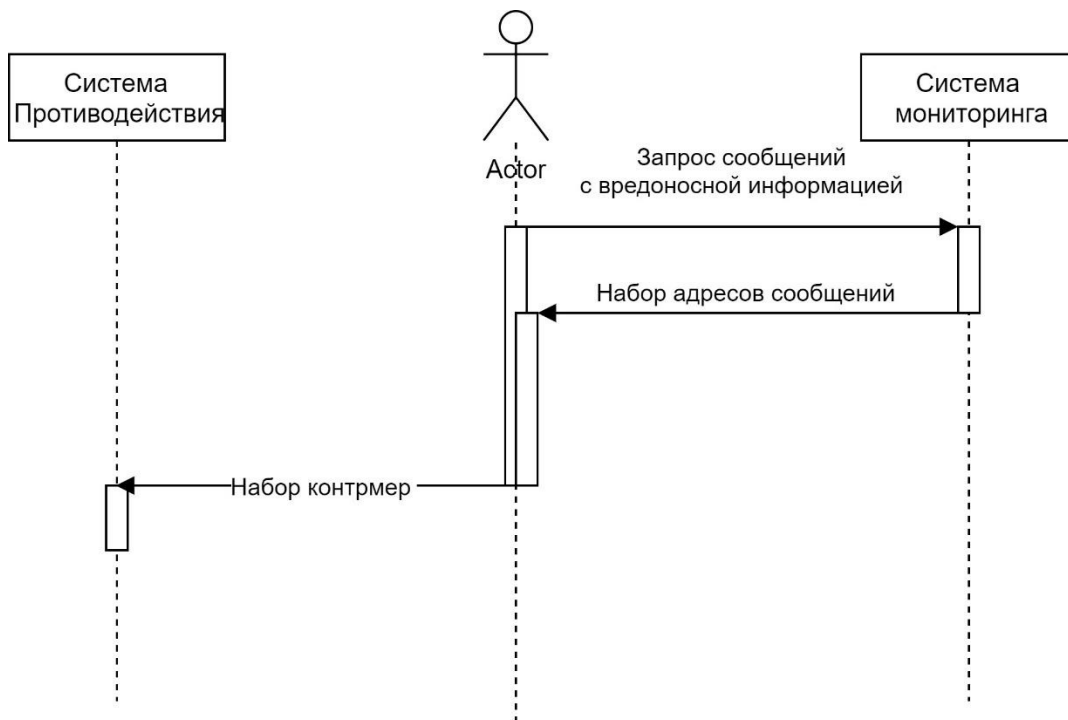 Система
Противодействия
Actor
Система
мониторинга
Запрос сообщений
с вредоносной информацией
Набор адресов сообщений
Набор контрмер